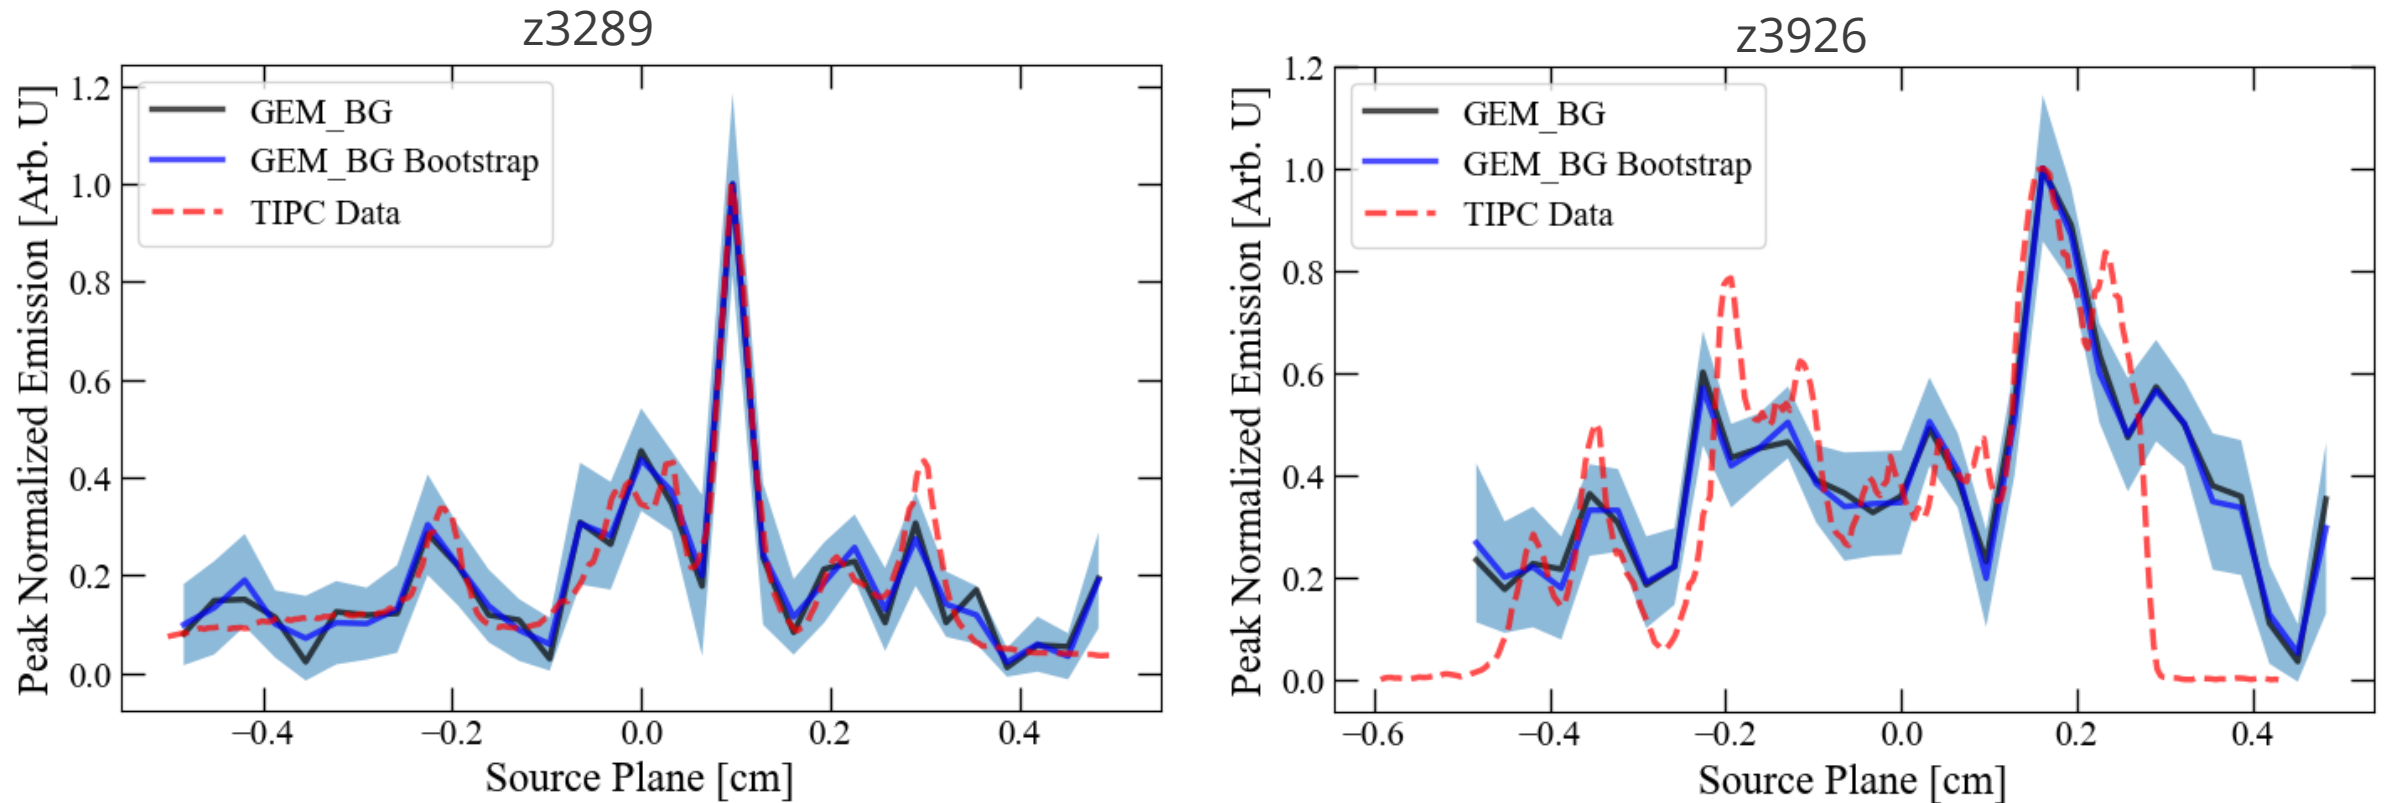 z3289
z3926
Peak Normalized Emission [Arb. U]
1.2
1.0
0.8
0.6
0.4
0.2
0.0
GEM_BG
GEM_BG Bootstrap
TIPC Data
−0.4
−0.2
0.0
0.2
0.4
Source Plane [cm]
Peak Normalized Emission [Arb. U]
1.2
1.0
0.8
0.6
0.4
0.2
0.0
GEM_BG
GEM_BG Bootstrap
TIPC Data
−0.6
−0.4
−0.2
0.0
0.2
0.4
Source Plane [cm]